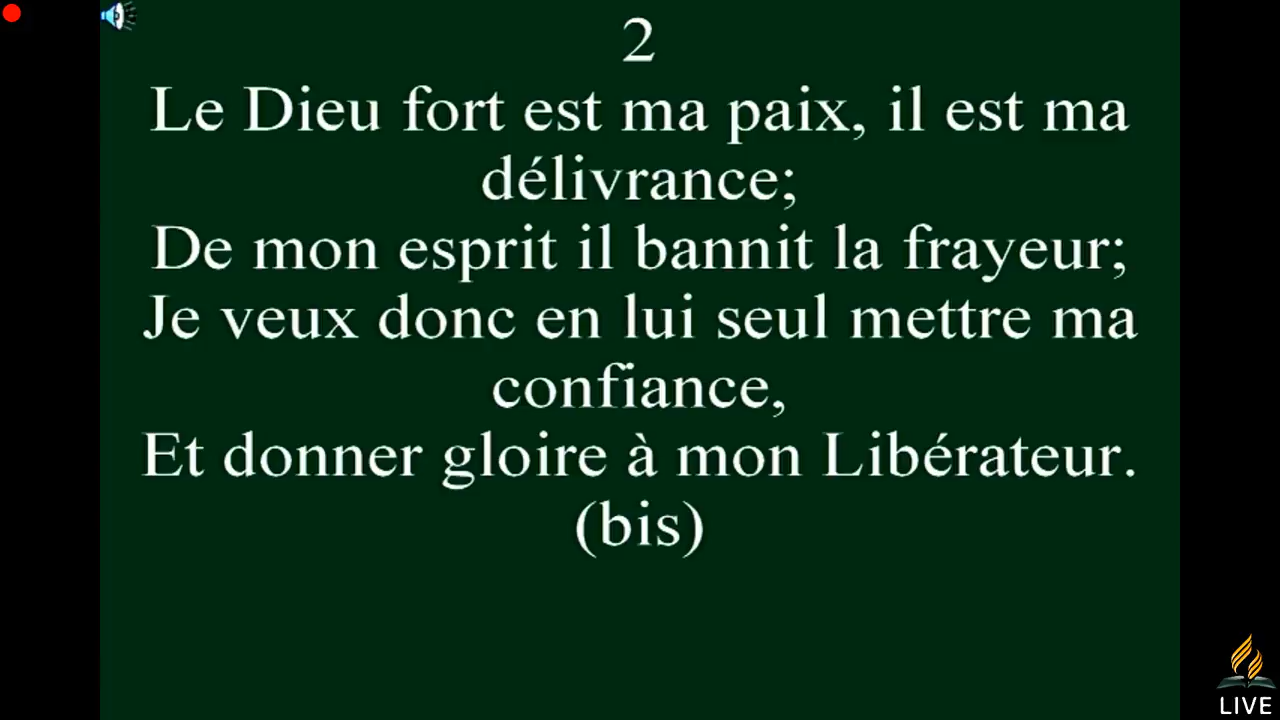 2
Le Dieu fort est ma paix, il est ma
délivrance;
De mon esprit il bannit la frayeur;
Je veux donc en lui seul mettre ma
confiance,
Et donner gloire à mon Libérateur.
(bis)
LIVE